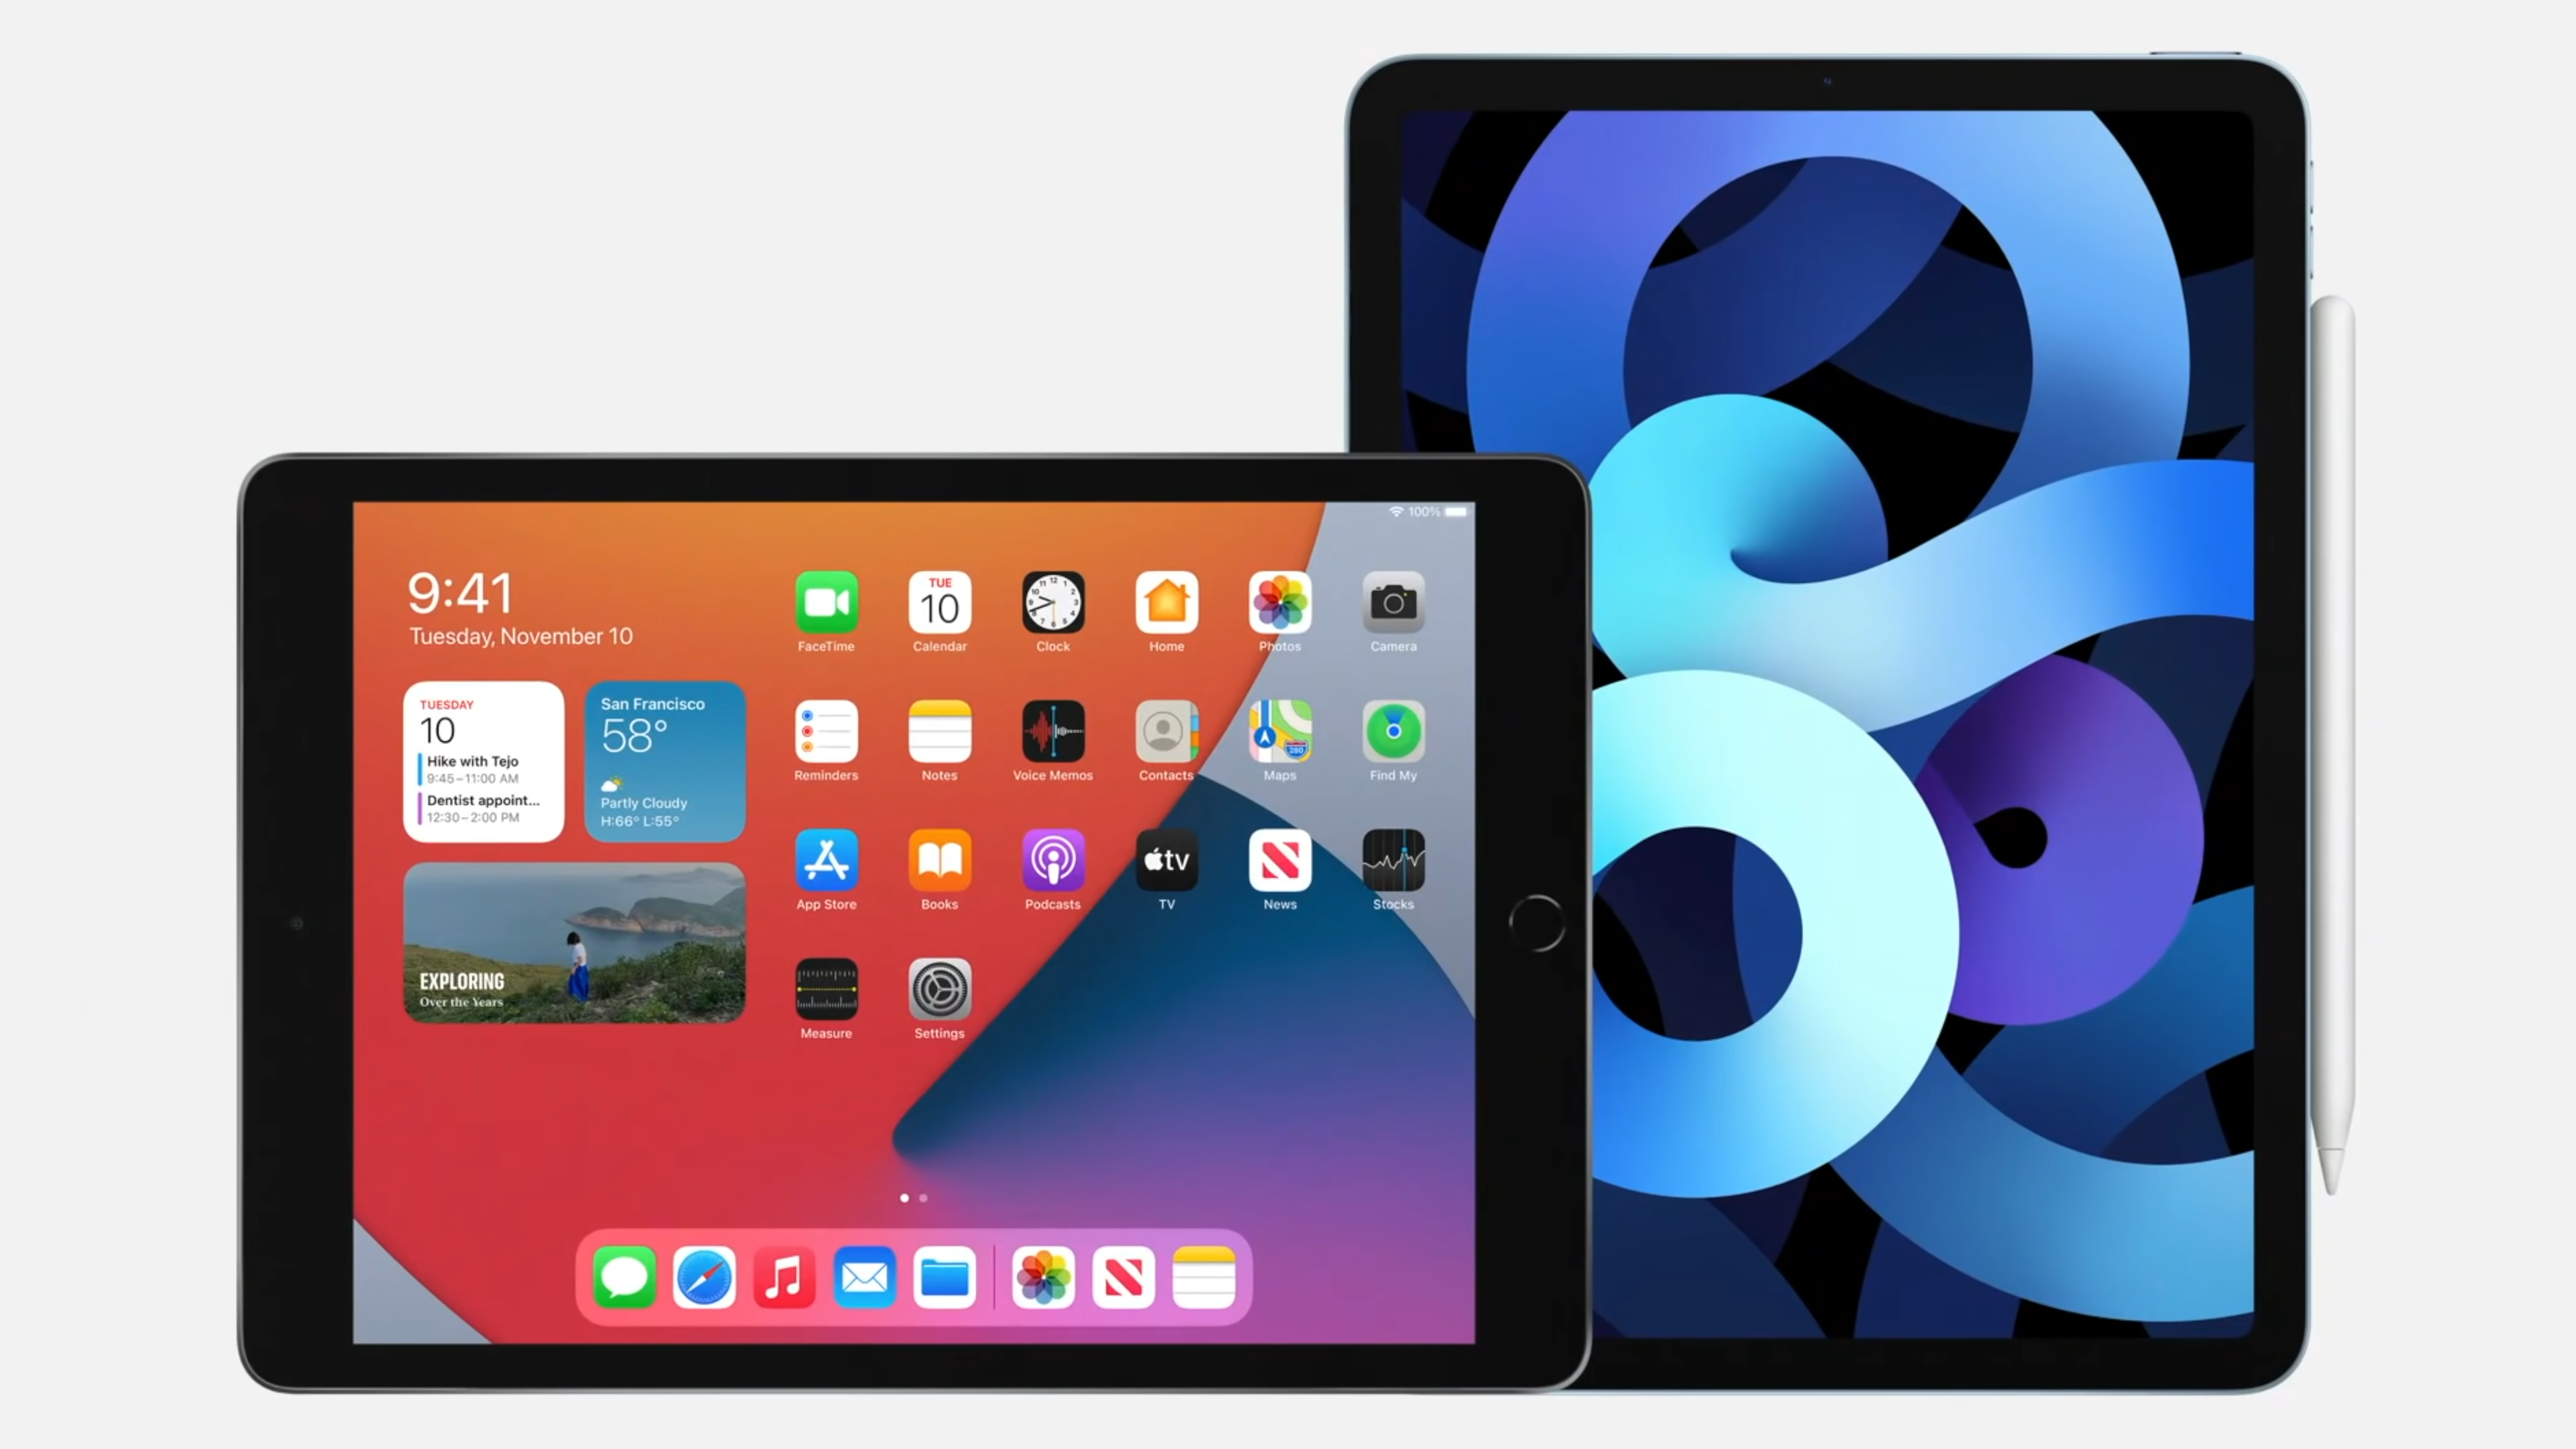 100%
9:41
Tuesday, November 10
TUESDAY
10
Hike with Tejo
9:45–11:00 AM
Dentist appoint...
12:30–2:00 PM
San Francisco
58°
Partly Cloudy
H:66° L:55°
EXPLORING
Over the Years
FaceTime
TUE
10
Calendar
Clock
Home
Photos
Camera
Reminders
Notes
Voice Memos
Contacts
280
Maps
Find My
App Store
Books
Podcasts
tv
TV
News
Stocks
Measure
Settings